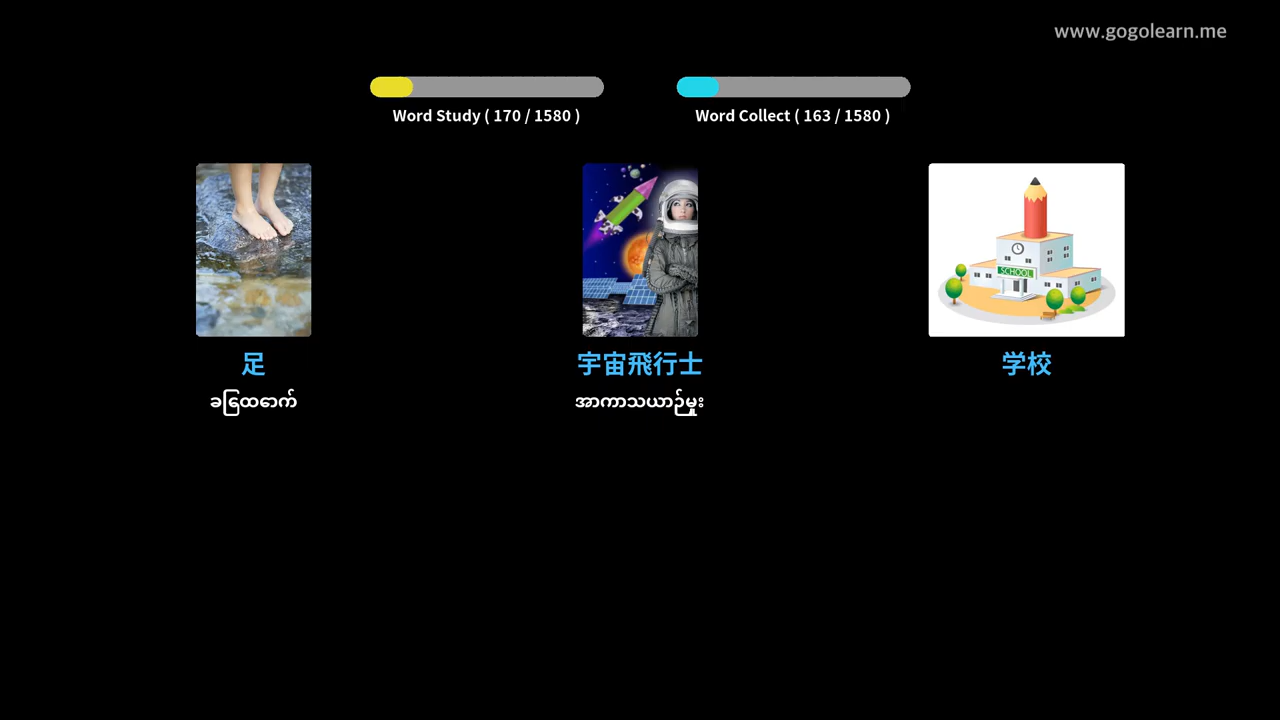 www.gogolearn.me
Word Study ( 170 / 1580 )
Word Collect ( 163 / 1580 )
SCHOOL
足
宇宙飛行士
学校
ခြေထောက်
အာကာသယာဉ်မှူး